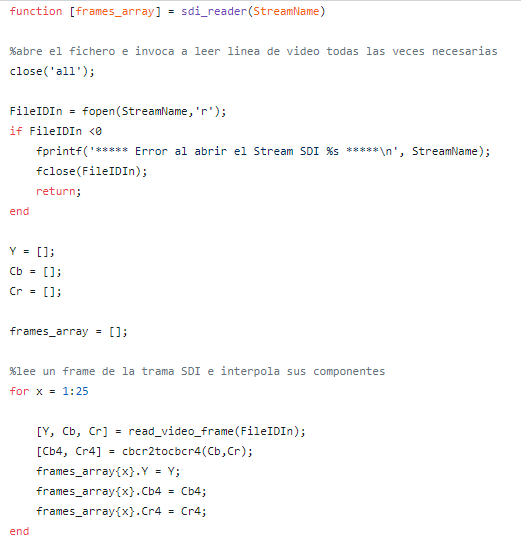 function [frames_array] = sdi_reader(StreamName)
%abre el fichero e invoca a leer linea de video todas las veces necesarias
close('all');
FileIDIn = fopen(StreamName,'r');
if FileIDIn <0
    fprintf('***** Error al abrir el Stream SDI %s *****\n', StreamName);
    fclose(FileIDIn);
    return;
end
Y = [];
Cb = [];
Cr = [];
frames_array = [];
%lee un frame de la trama SDI e interpola sus componentes
for x = 1:25
    [Y, Cb, Cr] = read_video_frame(FileIDIn);
    [Cb4, Cr4] = cbcr2tocbcr4(Cb,Cr);
    frames_array{x}.Y = Y;
    frames_array{x}.Cb4 = Cb4;
    frames_array{x}.Cr4 = Cr4;
end